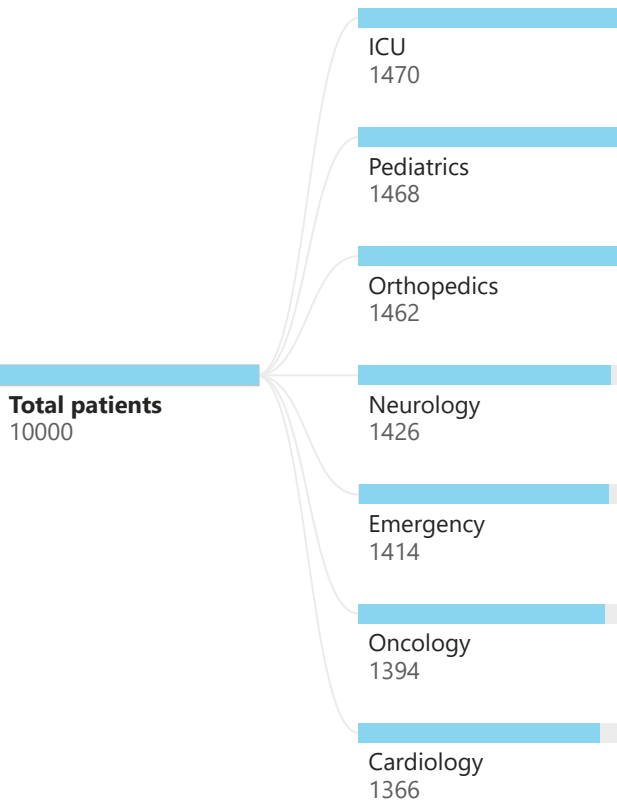 ICU
1470
Pediatrics
1468
Orthopedics
1462
Total patients
10000
Neurology
1426
Emergency
1414
Oncology
1394
Cardiology
1366